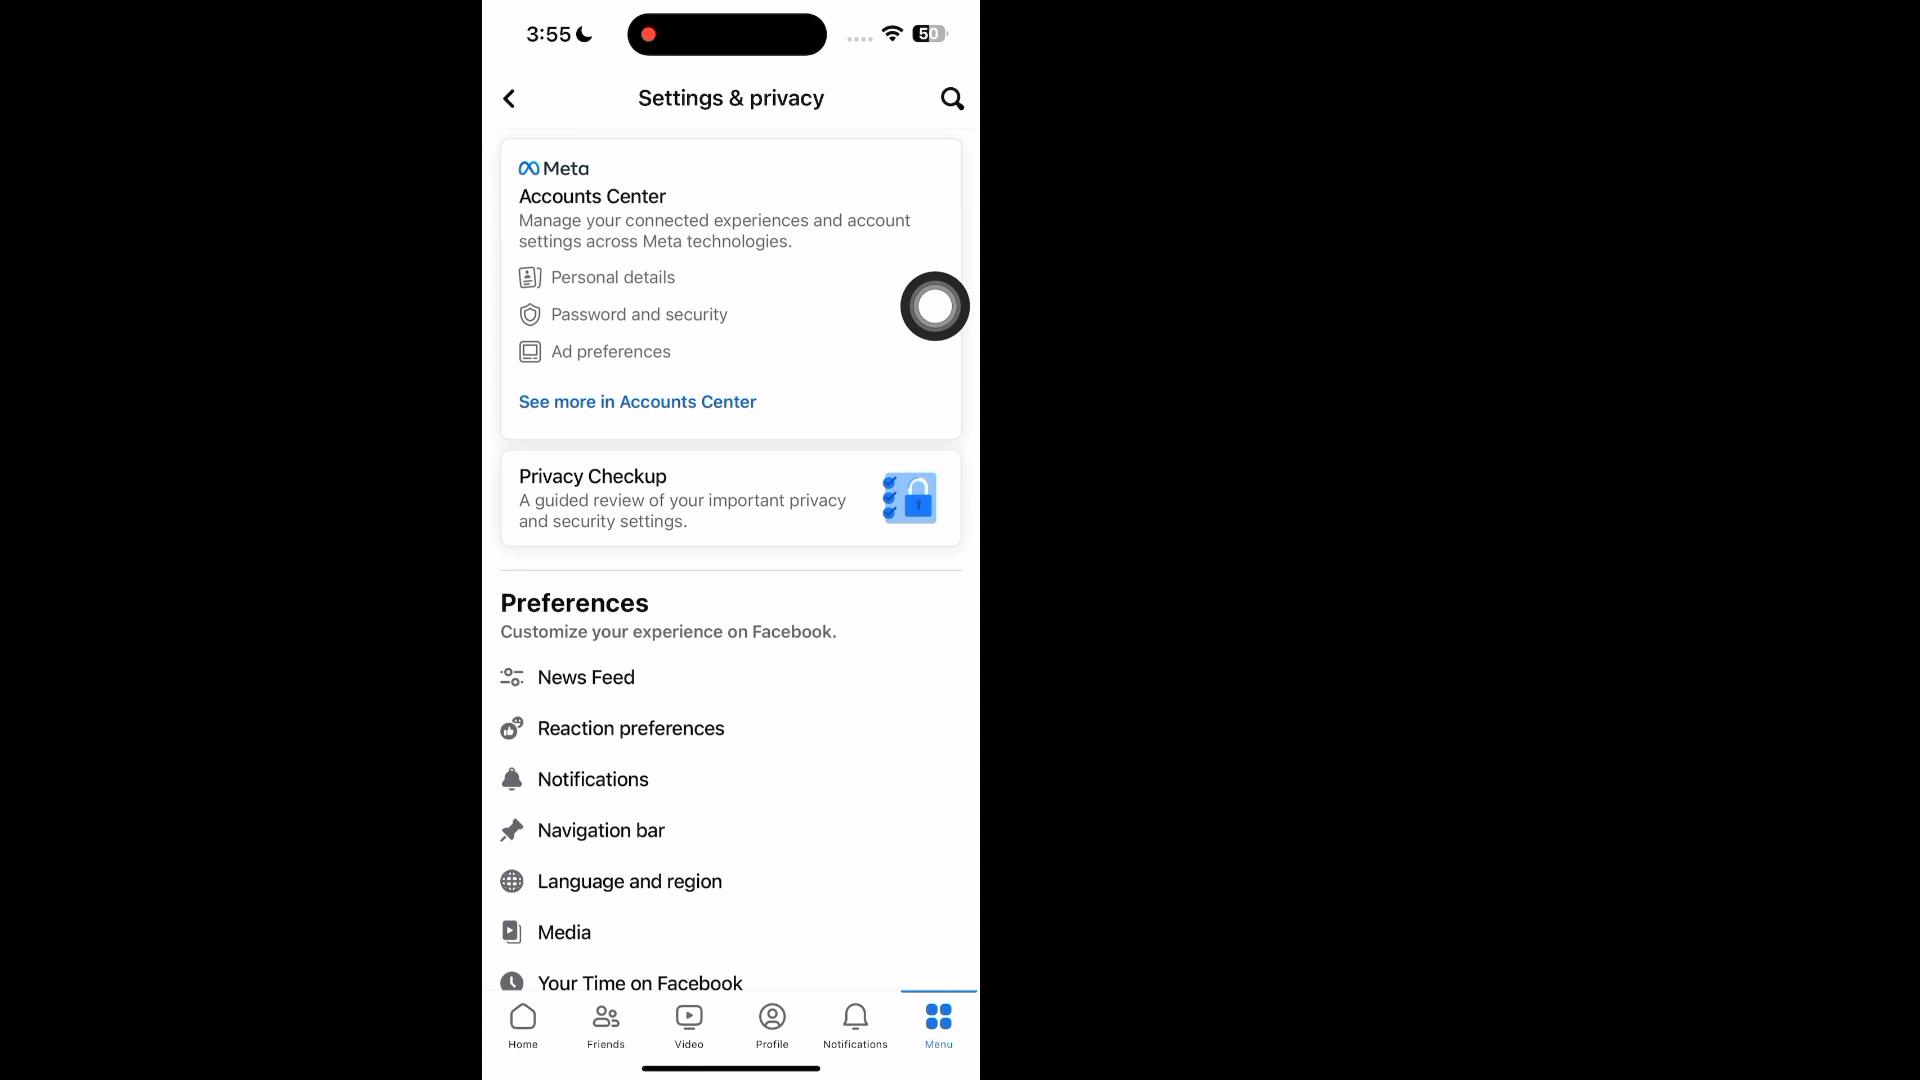 3:55
50
Settings & privacy
Meta
Accounts Center
Manage your connected experiences and account
settings across Meta technologies.
Personal details
Password and security
Ad preferences
See more in Accounts Center
Privacy Checkup
A guided review of your important privacy
and security settings.
Preferences
Customize your experience on Facebook.
News Feed
Reaction preferences
Notifications
Navigation bar
Language and region
Media
Your Time on Facebook
Home
Friends
Video
Profile
Notifications
Menu